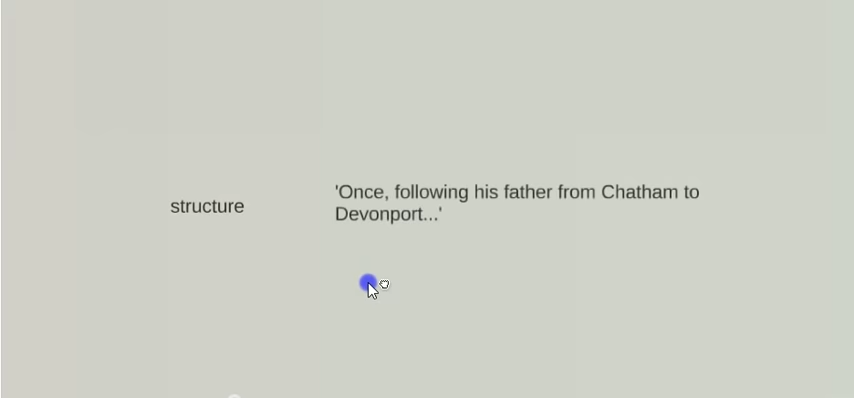 structure
'Once, following his father from Chatham to
Devonport...'